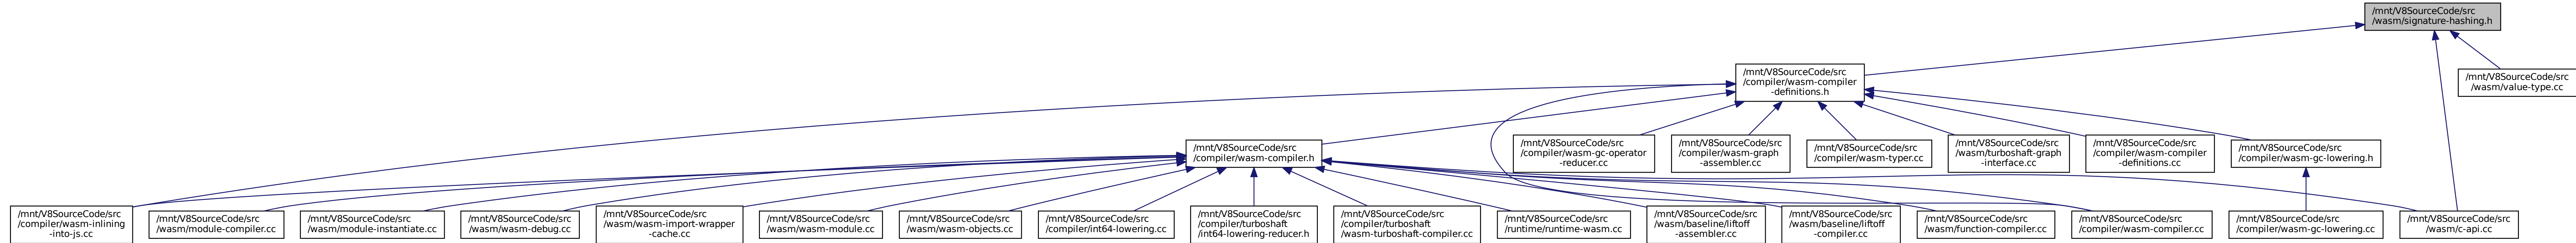 /mnt/V8SourceCode/src
/wasm/signature-hashing.h
/mnt/V8SourceCode/src
/compiler/wasm-compiler
-definitions.h
/mnt/V8SourceCode/src
/wasm/value-type.cc
/mnt/V8SourceCode/src
/compiler/wasm-compiler.h
/mnt/V8SourceCode/src
/compiler/wasm-gc-operator
-reducer.cc
/mnt/V8SourceCode/src
/compiler/wasm-graph
-assembler.cc
/mnt/V8SourceCode/src
/compiler/wasm-typer.cc
/mnt/V8SourceCode/src
/wasm/turboshaft-graph
-interface.cc
/mnt/V8SourceCode/src
/compiler/wasm-compiler
-definitions.cc
/mnt/V8SourceCode/src
/compiler/wasm-gc-lowering.h
/mnt/V8SourceCode/src
/compiler/wasm-inlining
-into-js.cc
/mnt/V8SourceCode/src
/wasm/module-compiler.cc
/mnt/V8SourceCode/src
/wasm/module-instantiate.cc
/mnt/V8SourceCode/src
/wasm/wasm-debug.cc
/mnt/V8SourceCode/src
/wasm/wasm-import-wrapper
-cache.cc
/mnt/V8SourceCode/src
/wasm/wasm-module.cc
/mnt/V8SourceCode/src
/wasm/wasm-objects.cc
/mnt/V8SourceCode/src
/compiler/int64-lowering.cc
/mnt/V8SourceCode/src
/compiler/turboshaft
/int64-lowering-reducer.h
/mnt/V8SourceCode/src
/compiler/turboshaft
/wasm-turboshaft-compiler.cc
/mnt/V8SourceCode/src
/runtime/runtime-wasm.cc
/mnt/V8SourceCode/src
/wasm/baseline/liftoff
-assembler.cc
/mnt/V8SourceCode/src
/wasm/baseline/liftoff
-compiler.cc
/mnt/V8SourceCode/src
/wasm/function-compiler.cc
/mnt/V8SourceCode/src
/compiler/wasm-compiler.cc
/mnt/V8SourceCode/src
/compiler/wasm-gc-lowering.cc
/mnt/V8SourceCode/src
/wasm/c-api.cc